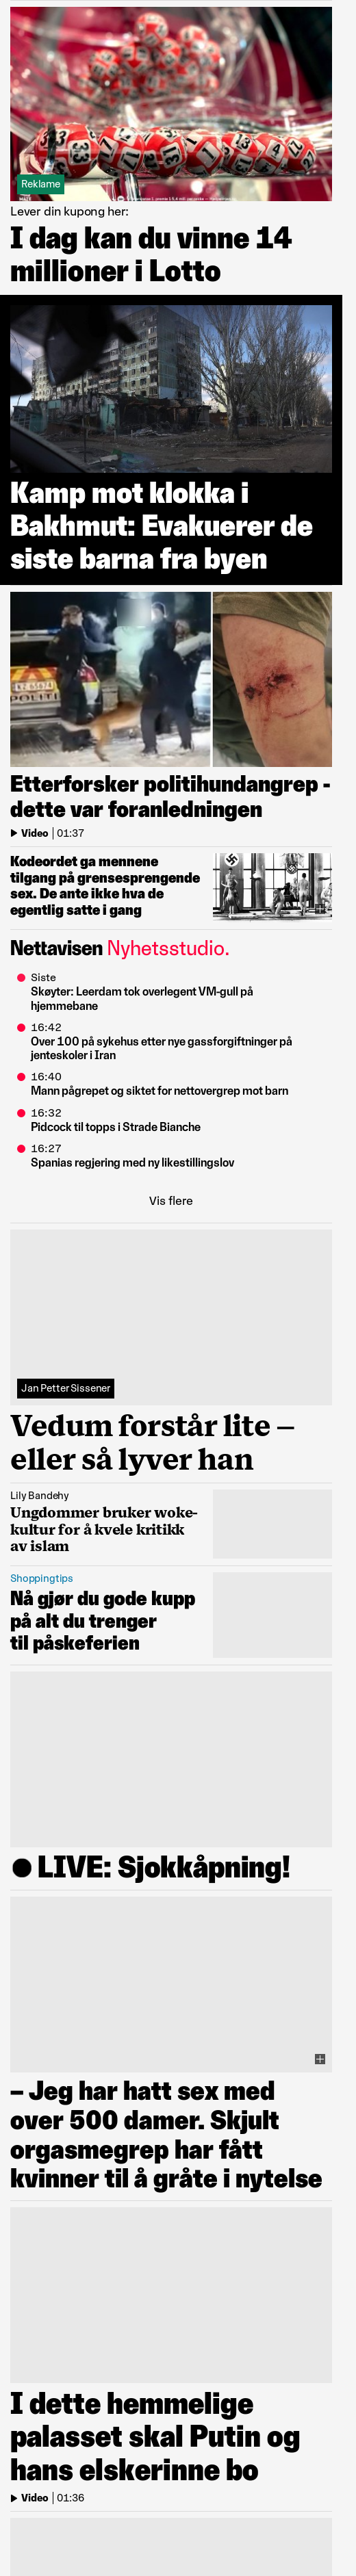 Reklame
Lever din kupong her:
I dag kan du vinne 14
millioner i Lotto
Kamp mot klokka i
Bakhmut: Evakuerer de
siste barna fra byen
POLITI
Etterforsker politihundangrep -
dette var foranledningen
Video | 01:37
Kodeordet ga mennene
tilgang på grensesprengende
sex. De ante ikke hva de
egentlig satte i gang
Nettavisen Nyhetsstudio.
Siste
Skøyter: Leerdam tok overlegent VM-gull på
hjemmebane
16:42
Over 100 på sykehus etter nye gassforgiftninger på
jenteskoler i Iran
16:40
Mann pågrepet og siktet for nettovergrep mot barn
16:32
Pidcock til topps i Strade Bianche
16:27
Spanias regjering med ny likestillingslov
Vis flere
Jan Petter Sissener
Vedum forstår lite –
eller så lyver han
Lily Bandehy
Ungdommer bruker woke-
kultur for å kvele kritikk
av islam
Shoppingtips
Nå gjør du gode kupp
på alt du trenger
til påskeferien
LIVE: Sjokkåpning!
– Jeg har hatt sex med
over 500 damer. Skjult
orgasmegrep har fått
kvinner til å gråte i nytelse
I dette hemmelige
palasset skal Putin og
hans elskerinne bo
Video | 01:36